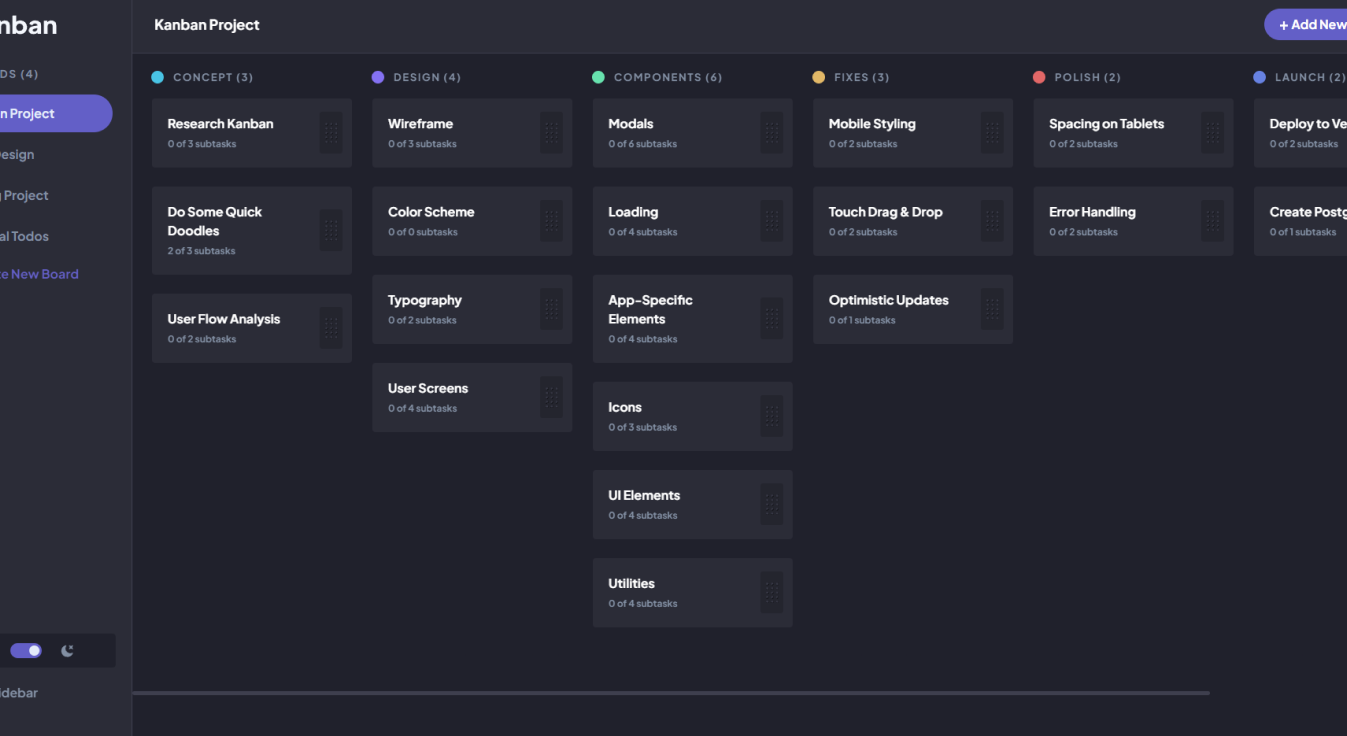 nban
Kanban Project
+ Add New
DS (4)
n Project
esign
Project
al Todos
te New Board
debar
CONCEPT (3)
Research Kanban
0 of 3 subtasks
Do Some Quick
Doodles
2 of 3 subtasks
User Flow Analysis
0 of 2 subtasks
DESIGN (4)
Wireframe
0 of 3 subtasks
Color Scheme
0 of 0 subtasks
Typography
0 of 2 subtasks
User Screens
0 of 4 subtasks
COMPONENTS (6)
Modals
0 of 6 subtasks
Loading
0 of 4 subtasks
App-Specific
Elements
0 of 4 subtasks
Icons
0 of 3 subtasks
UI Elements
0 of 4 subtasks
Utilities
0 of 4 subtasks
FIXES (3)
Mobile Styling
0 of 2 subtasks
Touch Drag & Drop
0 of 2 subtasks
Optimistic Updates
0 of 1 subtasks
POLISH (2)
Spacing on Tablets
0 of 2 subtasks
Error Handling
0 of 2 subtasks
LAUNCH (2)
Deploy to Ve
0 of 2 subtasks
Create Postg
0 of 1 subtasks